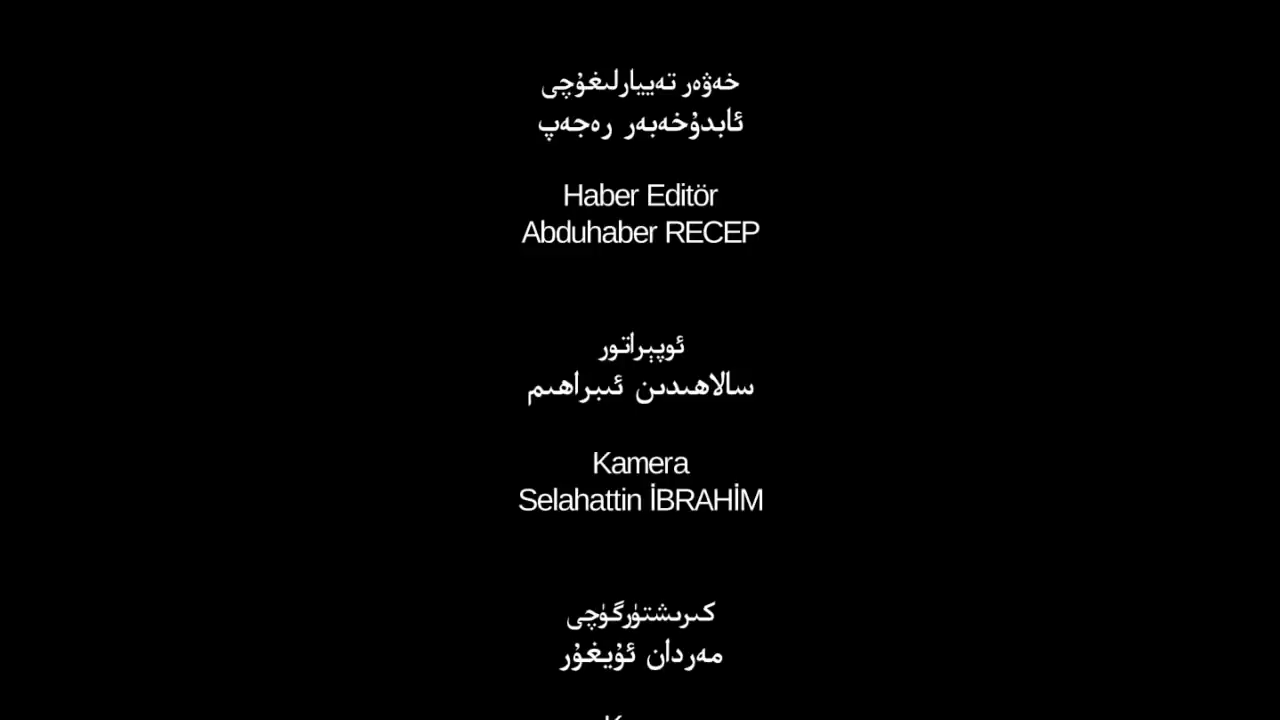 خەۋەر تەييارلىغۇچى
ئابدۇخەبەر رەجەپ
Haber Editör
Abduhaber RECEP
ئوپېراتور
سالاھىدىن ئىبراھىم
Kamera
Selahattin İBRAHİM
كىرىشتۈرگۈچى
مەردان ئۇيغۇر